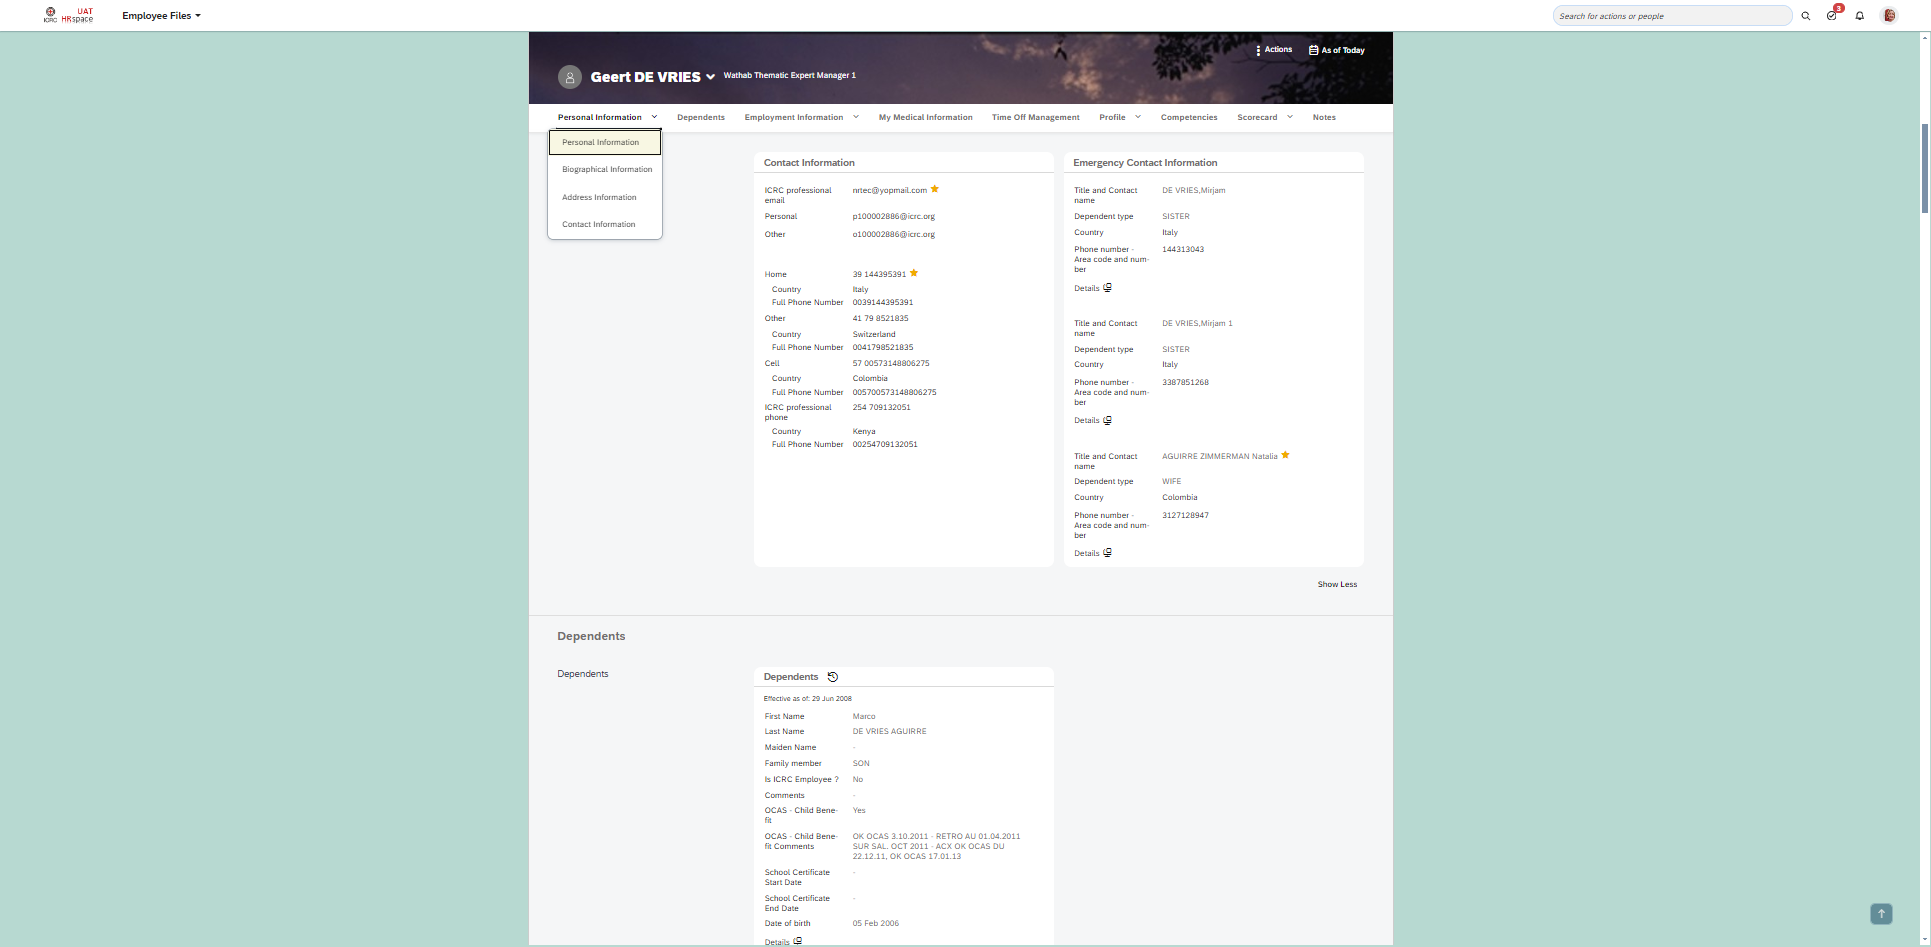 UAT
ICRC HRspace
Employee Files
Search for actions or people
3
Actions
As of Today
Geert DE VRIES
Wathab Thematic Expert Manager 1
Personal Information
Dependents
Employment Information
My Medical Information
Time Off Management
Profile
Competencies
Scorecard
Notes
Personal Information
Biographical Information
Address Information
Contact Information
Contact Information
ICRC professional nrtec@yopmail.com
email
Personal p100002886@icrc.org
Other o100002886@icrc.org
Home 39 144395391
Country Italy
Full Phone Number 0039144395391
Other 41 79 8521835
Country Switzerland
Full Phone Number 0041798521835
Cell 57 00573148806275
Country Colombia
Full Phone Number 005700573148806275
ICRC professional 254 709132051
phone
Country Kenya
Full Phone Number 00254709132051
Emergency Contact Information
Title and Contact DE VRIES,Mirjam
name
Dependent type SISTER
Country Italy
Phone number - 144313043
Area code and num-
ber
Details
Title and Contact DE VRIES,Mirjam 1
name
Dependent type SISTER
Country Italy
Phone number - 3387851268
Area code and num-
ber
Details
Title and Contact AGUIRRE ZIMMERMAN Natalia
name
Dependent type WIFE
Country Colombia
Phone number - 3127128947
Area code and num-
ber
Details
Show Less
Dependents
Dependents
Dependents
Effective as of: 29 Jun 2008
First Name Marco
Last Name DE VRIES AGUIRRE
Maiden Name -
Family member SON
Is ICRC Employee ? No
Comments -
OCAS - Child Bene- Yes
fit
OCAS - Child Bene- OK OCAS 3.10.2011 - RETRO AU 01.04.2011
fit Comments SUR SAL. OCT 2011 - ACX OK OCAS DU
22.12.11, OK OCAS 17.01.13
School Certificate -
Start Date
School Certificate -
End Date
Date of birth 05 Feb 2006
Details